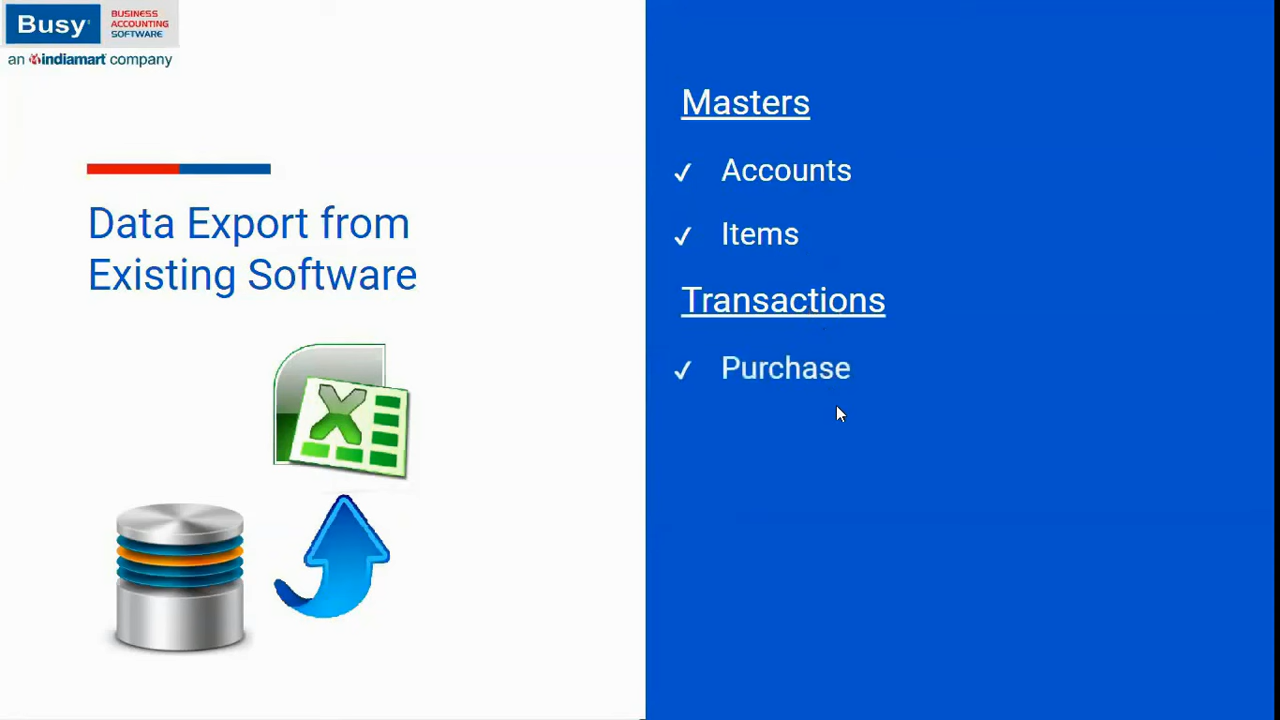 Busy
BUSINESS
ACCOUNTING
SOFTWARE
an indiamart company
Data Export from
Existing Software
Masters
✓ Accounts
✓ Items
Transactions
✓ Purchase